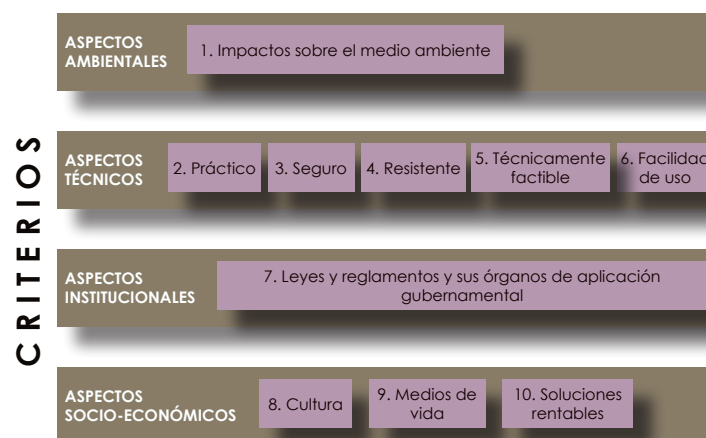 CRITERIOS
ASPECTOS
AMBIENTALES
1. Impactos sobre el medio ambiente
ASPECTOS
TÉCNICOS
2. Práctico
3. Seguro
4. Resistente
5. Técnicamente
factible
6. Facilidad
de uso
ASPECTOS
INSTITUCIONALES
7. Leyes y reglamentos y sus órganos de aplicación
gubernamental
ASPECTOS
SOCIO-ECONÓMICOS
8. Cultura
9. Medios de
vida
10. Soluciones
rentables